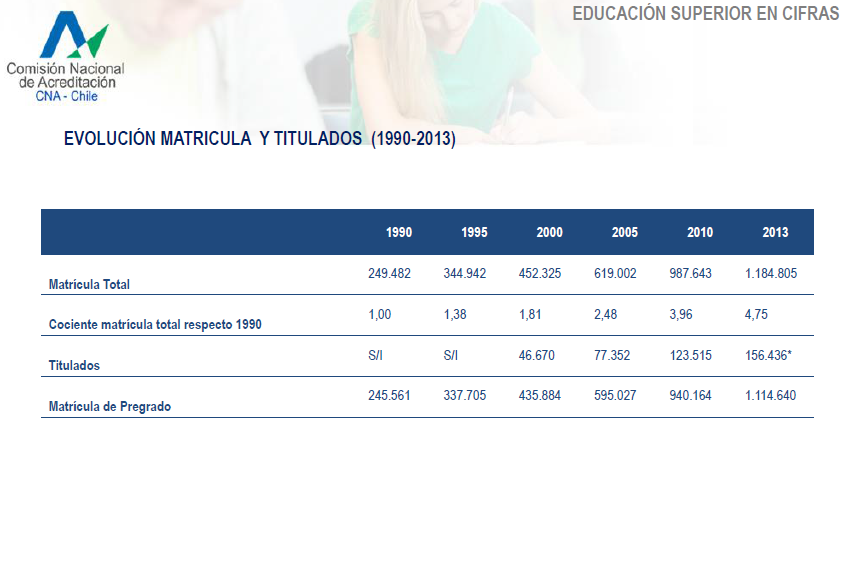 EDUCACIÓN SUPERIOR EN CIFRAS
Comisión Nacional
de Acreditación
CNA - Chile
EVOLUCIÓN MATRICULA Y TITULADOS (1990-2013)
1990 1995 2000 2005 2010 2013
Matrícula Total 249.482 344.942 452.325 619.002 987.643 1.184.805
Cociente matrícula total respecto 1990 1,00 1,38 1,81 2,48 3,96 4,75
Titulados S/I S/I 46.670 77.352 123.515 156.436*
Matrícula de Pregrado 245.561 337.705 435.884 595.027 940.164 1.114.640